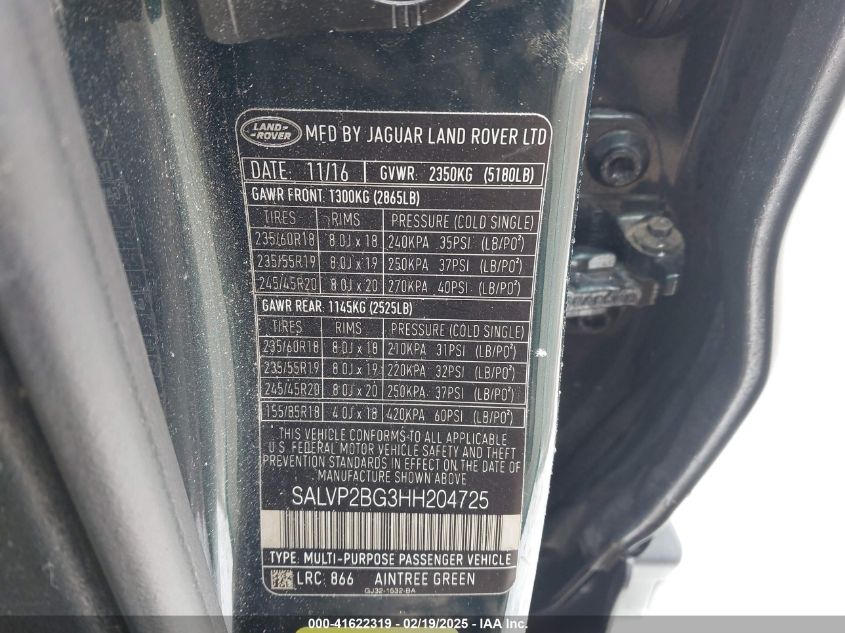 LAND-
-ROVER
MFD BY JAGUAR LAND ROVER LTD
DATE: 11/16 GVWR: 2350KG (5180LB)
GAWR FRONT: 1300KG (2865LB)
TIRES RIMS PRESSURE (COLD SINGLE)
235/60R18 8.0J x 18 240KPA 35PSI (LB/PO²)
235/55R19 8.0J x 19 250KPA 37PSI (LB/PO²)
245/45R20 8.0J x 20 270KPA 40PSI (LB/PO²)
GAWR REAR: 1145KG (2525LB)
TIRES RIMS PRESSURE (COLD SINGLE)
235/60R18 8.0J x 18 210KPA 31PSI (LB/PO²)
235/55R19 8.0J x 19 220KPA 32PSI (LB/PO²)
245/45R20 8.0J x 20 250KPA 37PSI (LB/PO²)
155/85R18 4.0J x 18 420KPA 60PSI (LB/PO²)
THIS VEHICLE CONFORMS TO ALL APPLICABLE
U.S. FEDERAL MOTOR VEHICLE SAFETY AND THEFT
PREVENTION STANDARDS IN EFFECT ON THE DATE OF
MANUFACTURE SHOWN ABOVE
SALVP2BG3HH204725
TYPE: MULTI-PURPOSE PASSENGER VEHICLE
LRC: 866 AINTREE GREEN
GJ32-1532-BA
000-41622319 - 02/19/2025 - IAA Inc.